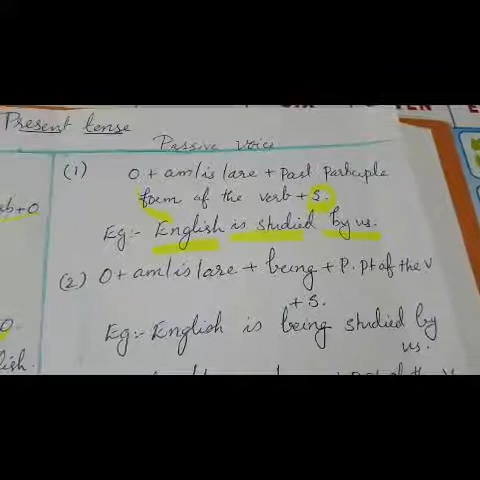 Present tense
Passive Voice
(1) O + am/is/are + Past participle
form of the verb + S.
Eg:- English is studied by us.
(2) O + am/is/are + being + P. Pt of the V
+ S.
Eg:- English is being studied by
us.
+ O
O
lish.